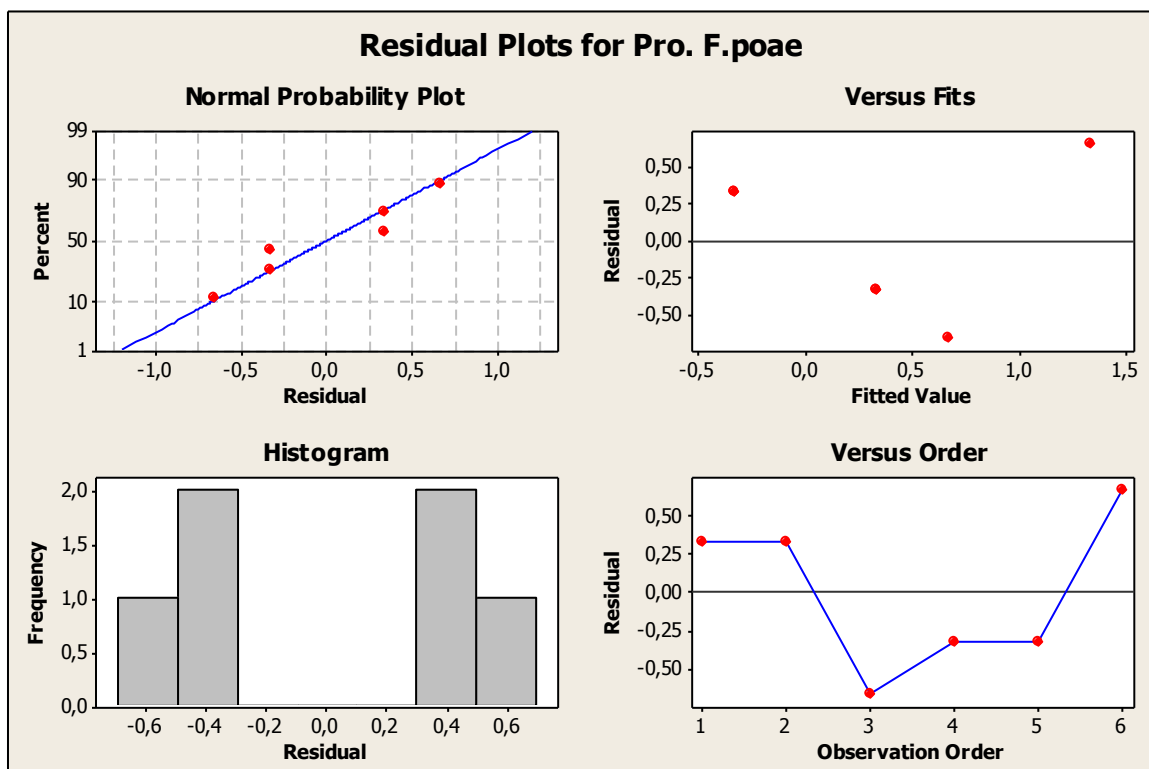 Residual Plots for Pro. F.poae
Normal Probability Plot
99
90
50
10
1
Percent
-1,0 -0,5 0,0 0,5 1,0
Residual
Versus Fits
0,50
0,25
0,00
-0,25
-0,50
Residual
-0,5 0,0 0,5 1,0 1,5
Fitted Value
Histogram
2,0
1,5
1,0
0,5
0,0
Frequency
-0,6 -0,4 -0,2 0,0 0,2 0,4 0,6
Residual
Versus Order
0,50
0,25
0,00
-0,25
-0,50
Residual
1 2 3 4 5 6
Observation Order